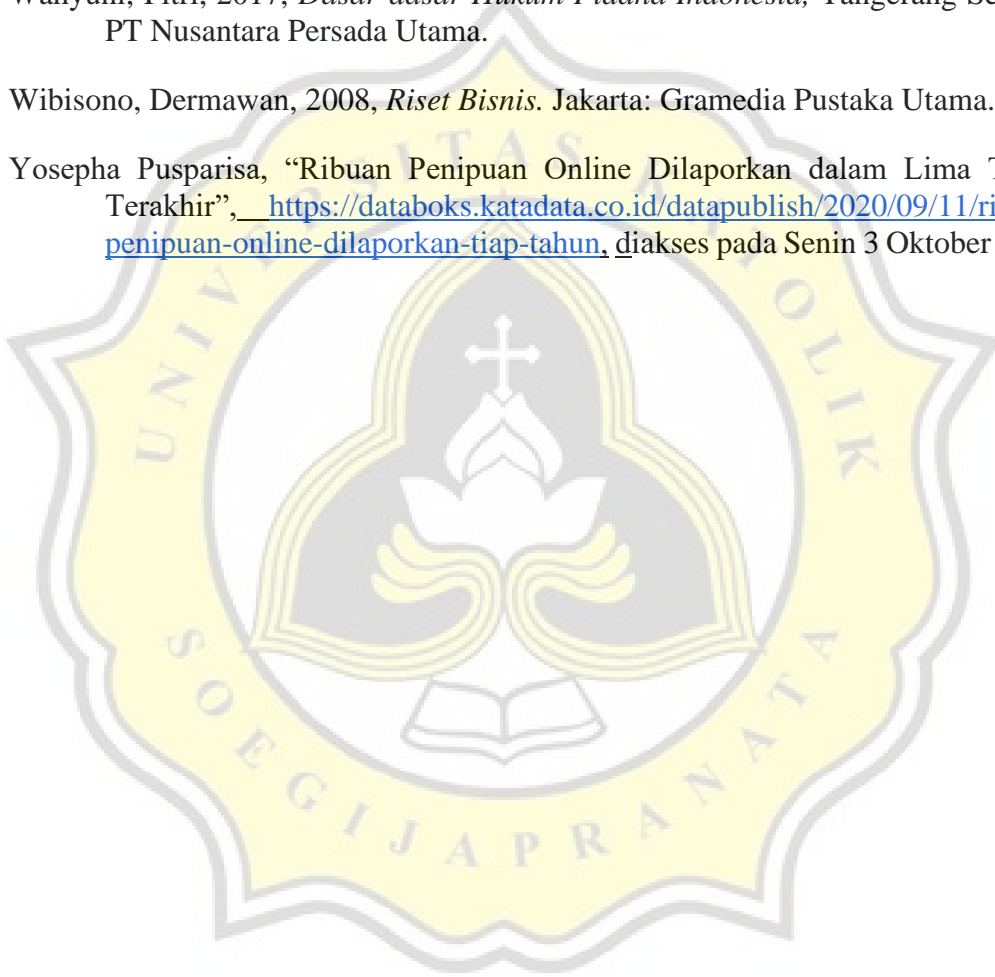 PT Nusantara Persada Utama.
Wibisono, Dermawan, 2008, Riset Bisnis. Jakarta: Gramedia Pustaka Utama.
Yosepha Pusparisa, “Ribuan Penipuan Online Dilaporkan dalam Lima T
Terakhir”, https://databoks.katadata.co.id/datapublish/2020/09/11/ri
penipuan-online-dilaporkan-tiap-tahun, diakses pada Senin 3 Oktober
UNIVERSITAS KATOLIK
SOEGIJAPRANATA